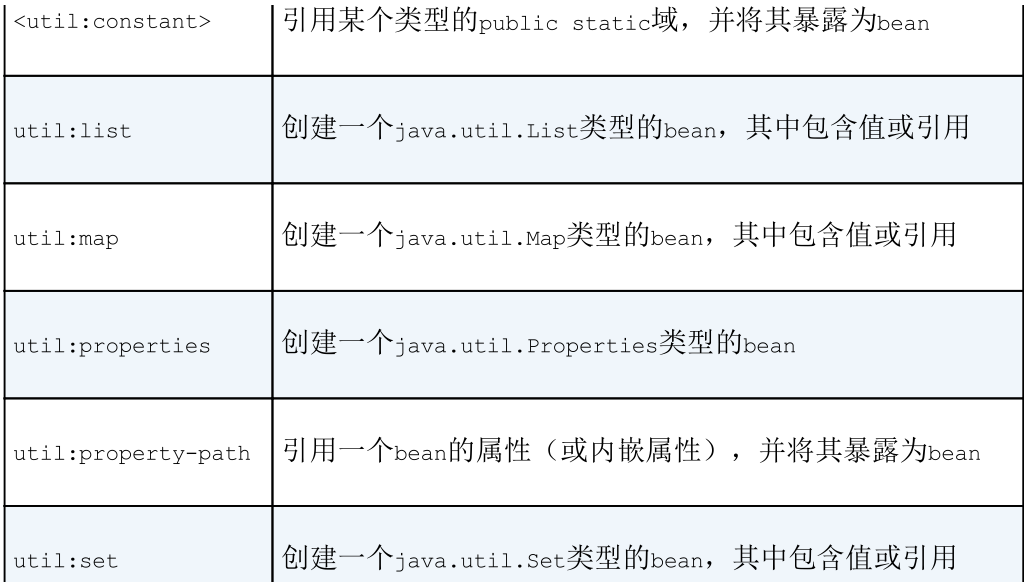 <util:constant> 引用某个类型的public static域，并将其暴露为bean
util:list 创建一个java.util.List类型的bean，其中包含值或引用
util:map 创建一个java.util.Map类型的bean，其中包含值或引用
util:properties 创建一个java.util.Properties类型的bean
util:property-path 引用一个bean的属性（或内嵌属性），并将其暴露为bean
util:set 创建一个java.util.Set类型的bean，其中包含值或引用